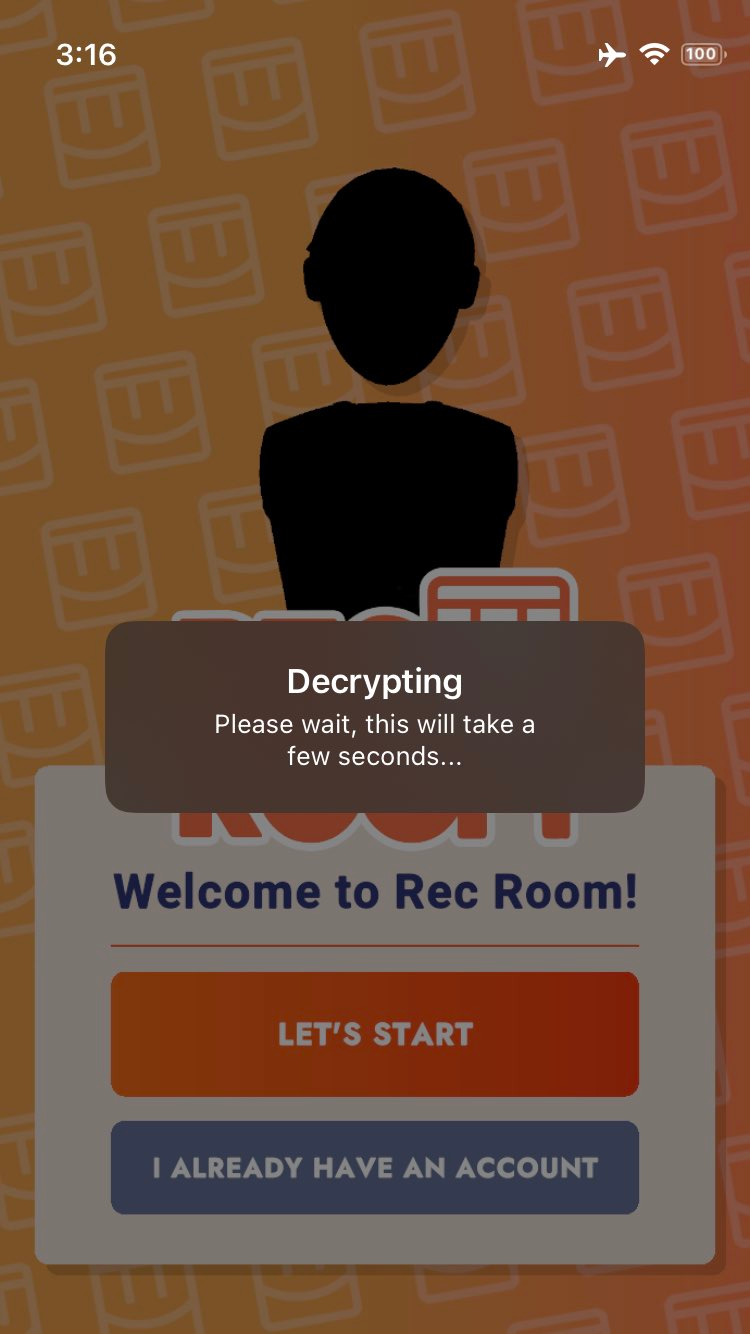 3:16
100
Decrypting
Please wait, this will take a
few seconds...
Welcome to Rec Room!
LET'S START
I ALREADY HAVE AN ACCOUNT